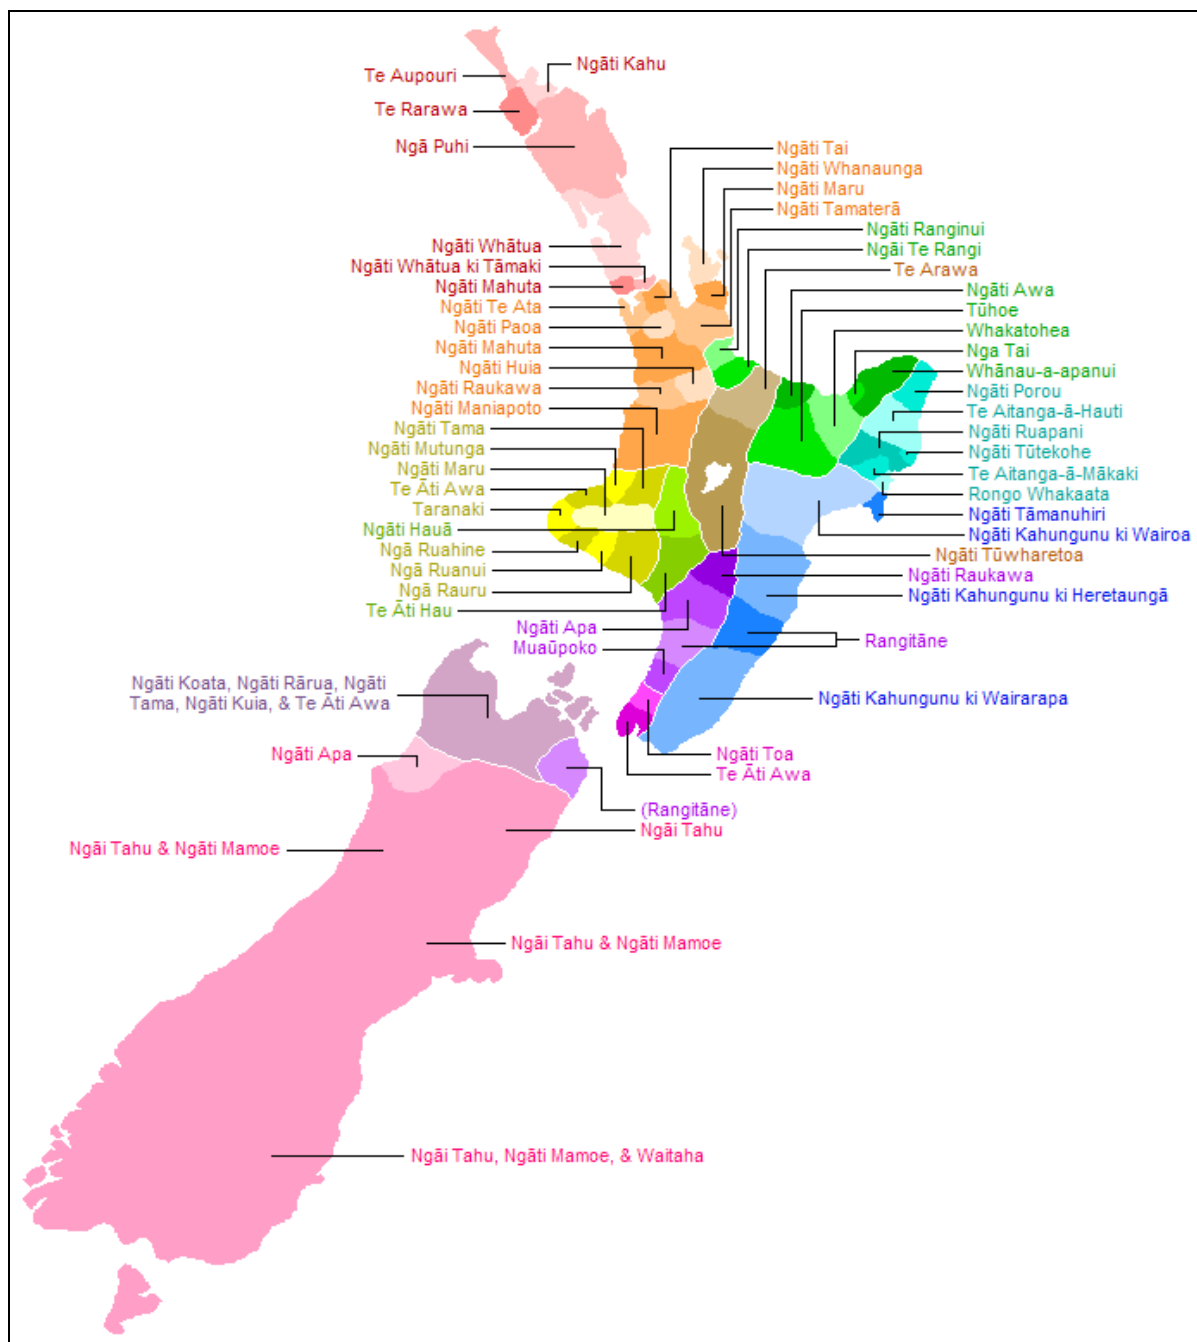 Ngāti Kahu
Te Aupouri
Te Rarawa
Ngā Puhi
Ngāti Tai
Ngāti Whanaunga
Ngāti Maru
Ngāti Tamaterā
Ngāti Ranginui
Ngāi Te Rangi
Te Arawa
Ngāti Awa
Tūhoe
Whakatohea
Nga Tai
Whānau-a-apanui
Ngāti Porou
Te Aitanga-ā-Hauti
Ngāti Ruapani
Ngāti Tūtekohe
Te Aitanga-ā-Mākaki
Rongo Whakaata
Ngāti Tāmanuhiri
Ngāti Kahungunu ki Wairoa
Ngāti Tūwharetoa
Ngāti Raukawa
Ngāti Kahungunu ki Heretaungā
Rangitāne
Ngāti Kahungunu ki Wairarapa
Ngāti Whātua
Ngāti Whātua ki Tāmaki
Ngāti Mahuta
Ngāti Te Ata
Ngāti Paoa
Ngāti Mahuta
Ngāti Huia
Ngāti Raukawa
Ngāti Maniapoto
Ngāti Tama
Ngāti Mutunga
Ngāti Maru
Te Āti Awa
Taranaki
Ngāti Hauā
Ngā Ruahine
Ngā Ruanui
Ngā Rauru
Te Āti Hau
Ngāti Apa
Muaūpoko
Ngāti Toa
Te Āti Awa
Ngāti Koata, Ngāti Rārua, Ngāti
Tama, Ngāti Kuia, & Te Āti Awa
Ngāti Apa
(Rangitāne)
Ngāi Tahu
Ngāi Tahu & Ngāti Mamoe
Ngāi Tahu & Ngāti Mamoe
Ngāi Tahu, Ngāti Mamoe, & Waitaha